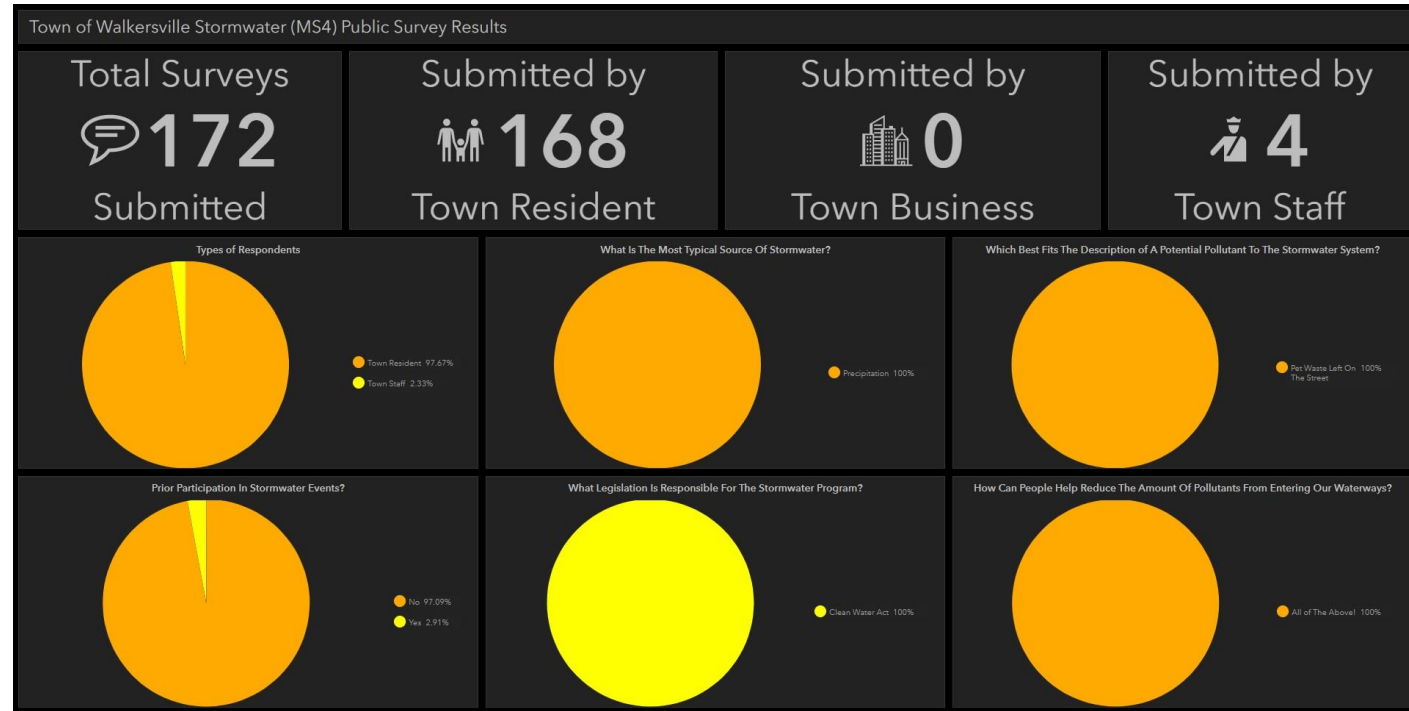 Town of Walkersville Stormwater (MS4) Public Survey Results
Total Surveys
172
Submitted
Submitted by
168
Town Resident
Submitted by
0
Town Business
Submitted by
4
Town Staff
Types of Respondents
Town Resident 97.67%
Town Staff 2.33%
What Is The Most Typical Source Of Stormwater?
Precipitation 100%
Which Best Fits The Description of A Potential Pollutant To The Stormwater System?
Pet Waste Left On 100%
The Street
Prior Participation In Stormwater Events?
No 97.09%
Yes 2.91%
What Legislation Is Responsible For The Stormwater Program?
Clean Water Act 100%
How Can People Help Reduce The Amount Of Pollutants From Entering Our Waterways?
All of The Above! 100%